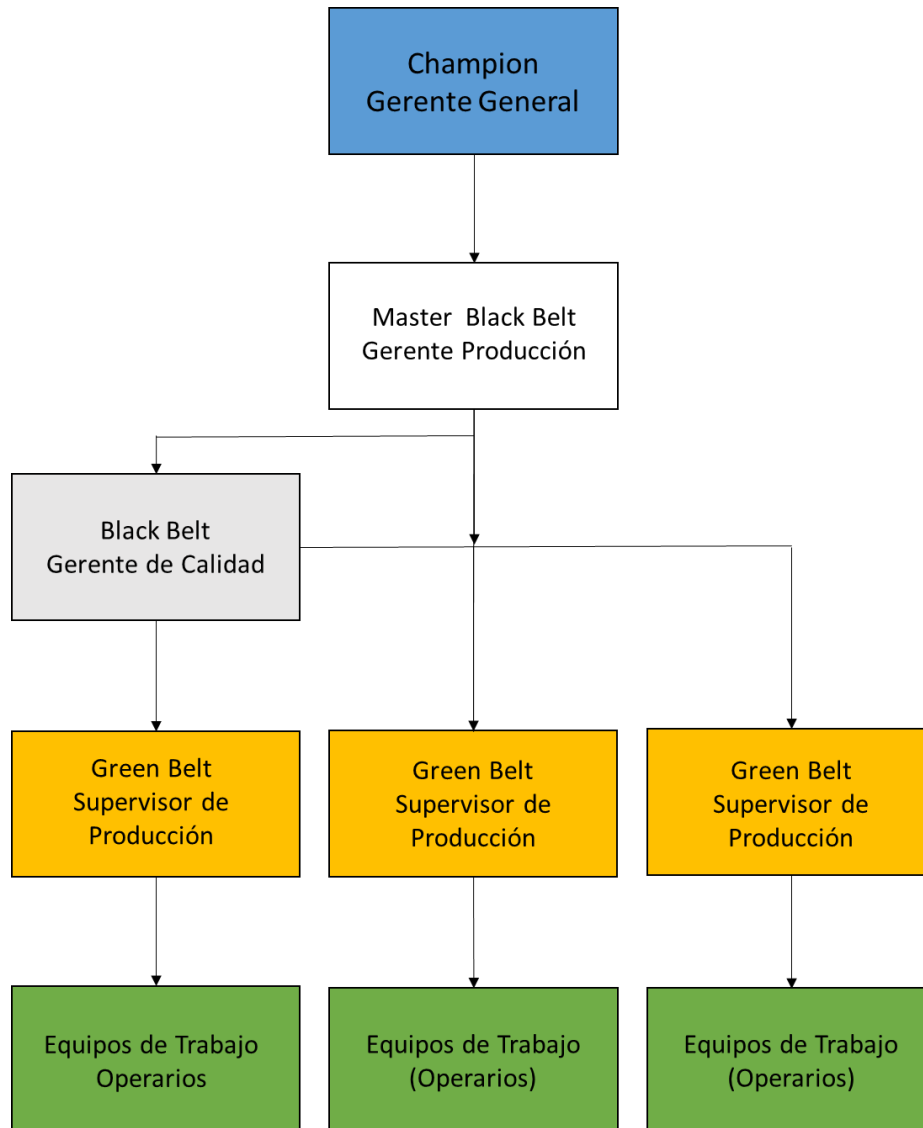 Champion
Gerente General
Master Black Belt
Gerente Producción
Black Belt
Gerente de Calidad
Green Belt
Supervisor de
Producción
Green Belt
Supervisor de
Producción
Green Belt
Supervisor de
Producción
Equipos de Trabajo
Operarios
Equipos de Trabajo
(Operarios)
Equipos de Trabajo
(Operarios)